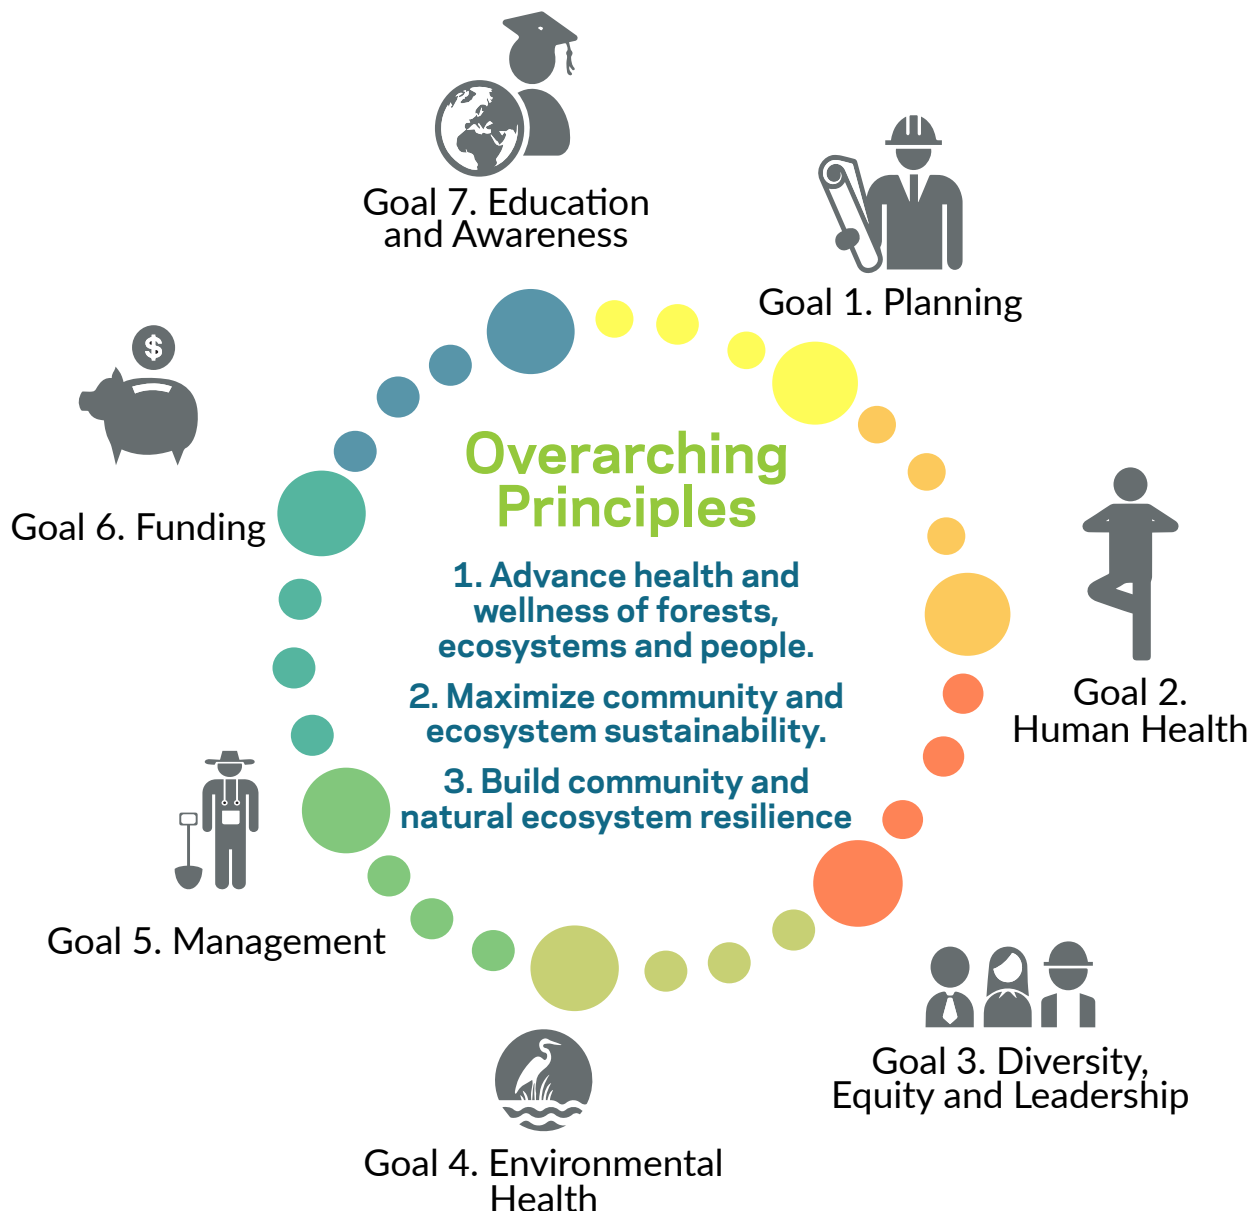 Goal 7. Education
and Awareness
Goal 1. Planning
$
Goal 6. Funding
Overarching
Principles
1. Advance health and
wellness of forests,
ecosystems and people.
2. Maximize community and
ecosystem sustainability.
3. Build community and
natural ecosystem resilience
Goal 2.
Human Health
Goal 5. Management
Goal 3. Diversity,
Equity and Leadership
Goal 4. Environmental
Health